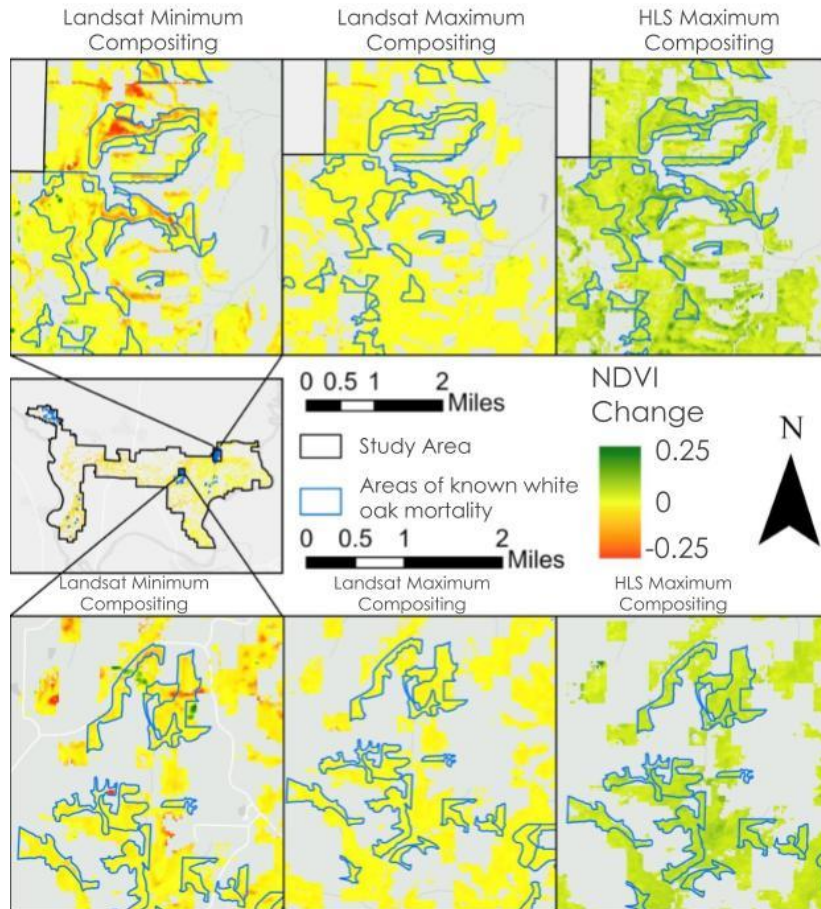 Landsat Minimum
Compositing
Landsat Maximum
Compositing
HLS Maximum
Compositing
0 0.5 1 2
Miles
Study Area
Areas of known white
oak mortality
0 0.5 1 2
Miles
NDVI
Change
0.25
0
-0.25
N
Landsat Minimum
Compositing
Landsat Maximum
Compositing
HLS Maximum
Compositing